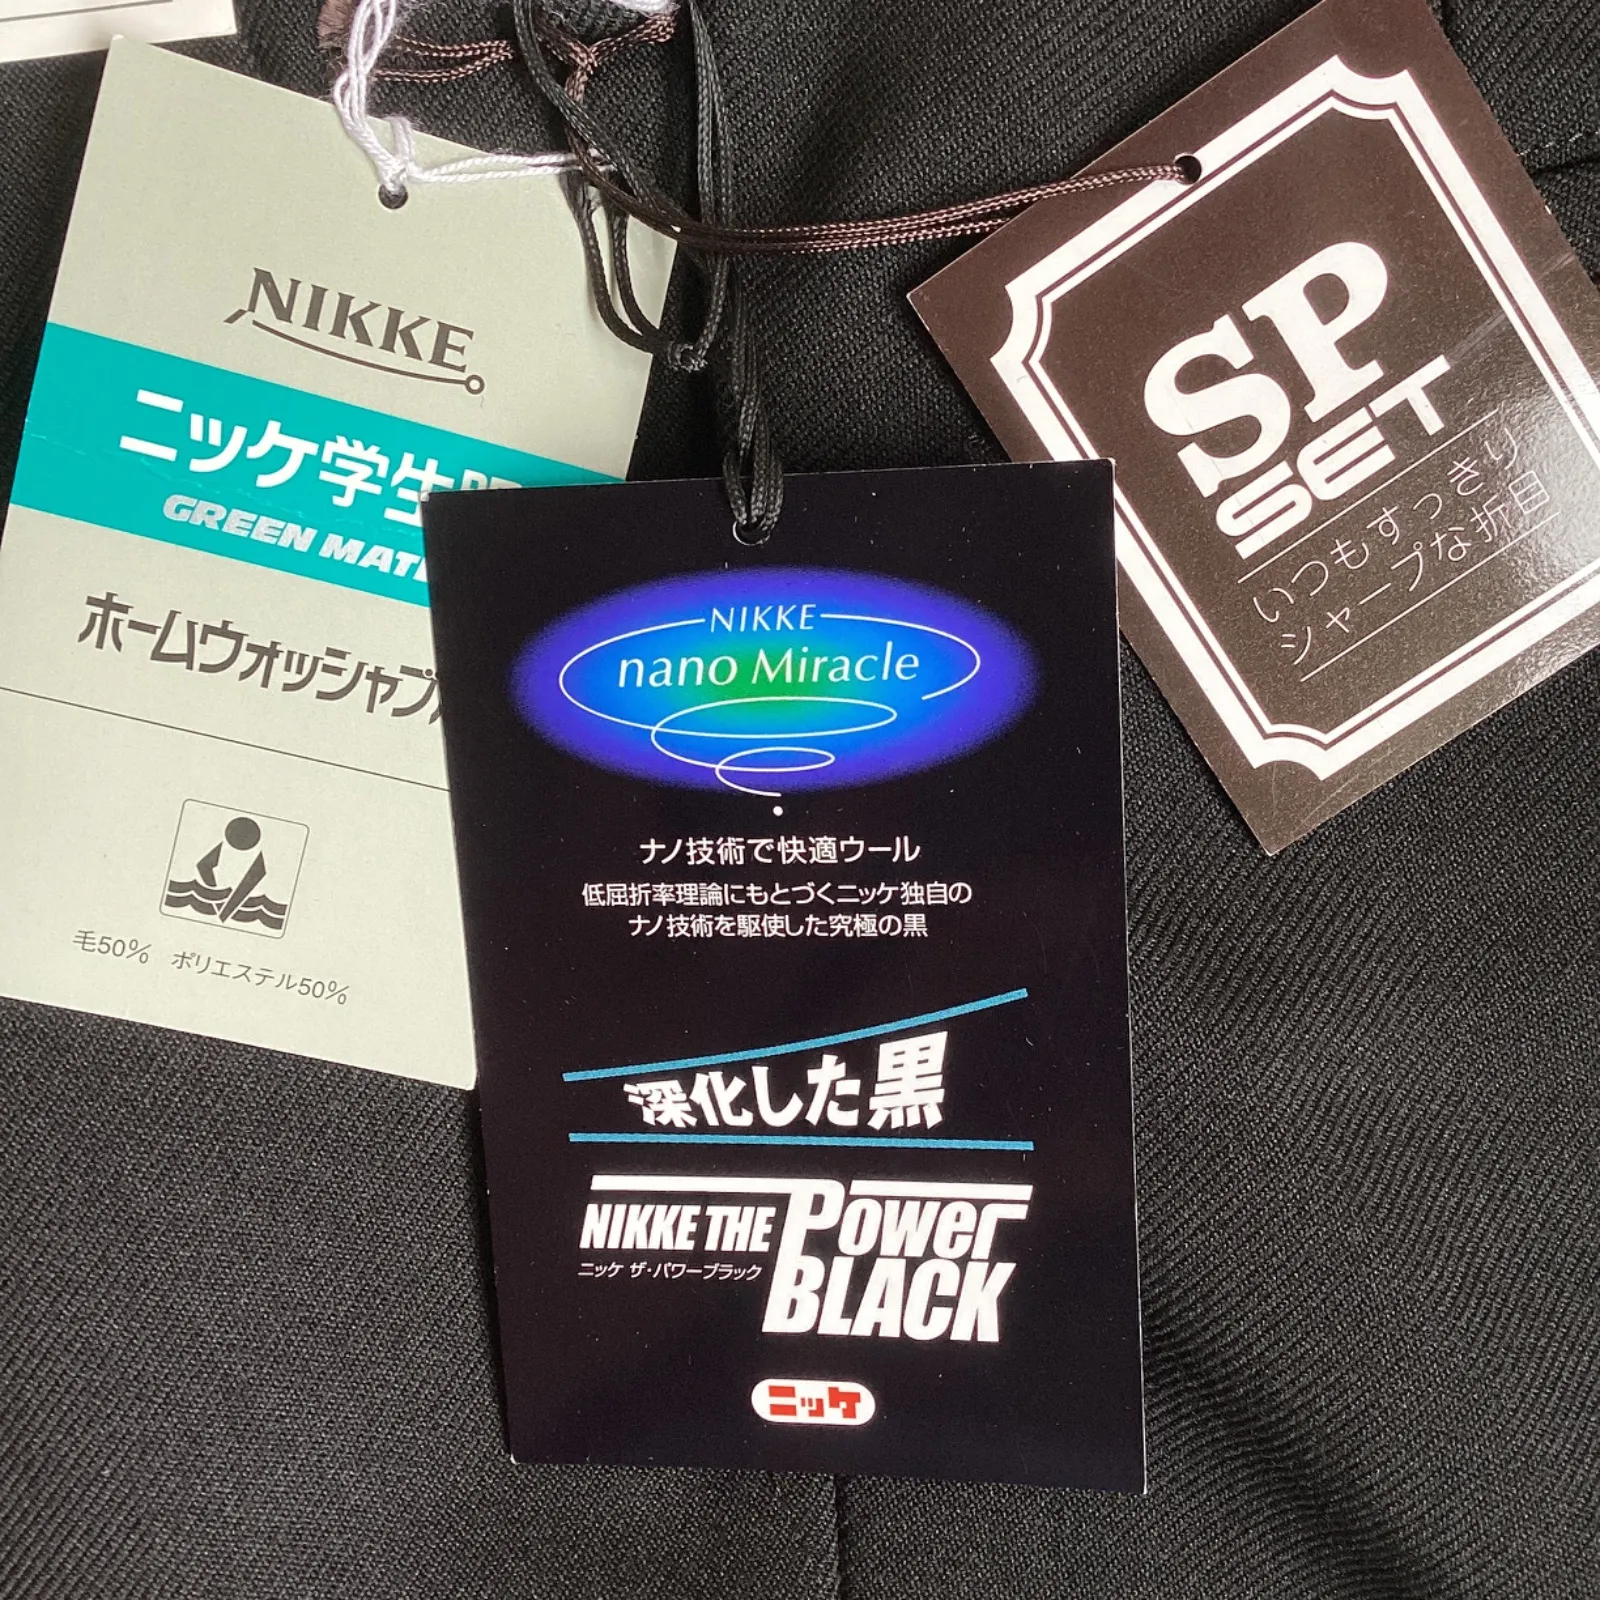 NIKKE
ニッケ学生
GREEN MAT
ホームウォッシャブル
毛50% ポリエステル50%
NIKKE
nano Miracle
ナノ技術で快適ウール
低屈折率理論にもとづくニッケ独自の
ナノ技術を駆使した究極の黒
深化した黒
NIKKE THE Power BLACK
ニッケ ザ・パワーブラック
ニッケ
SP
SET
いつもすっきり
シャープな折目